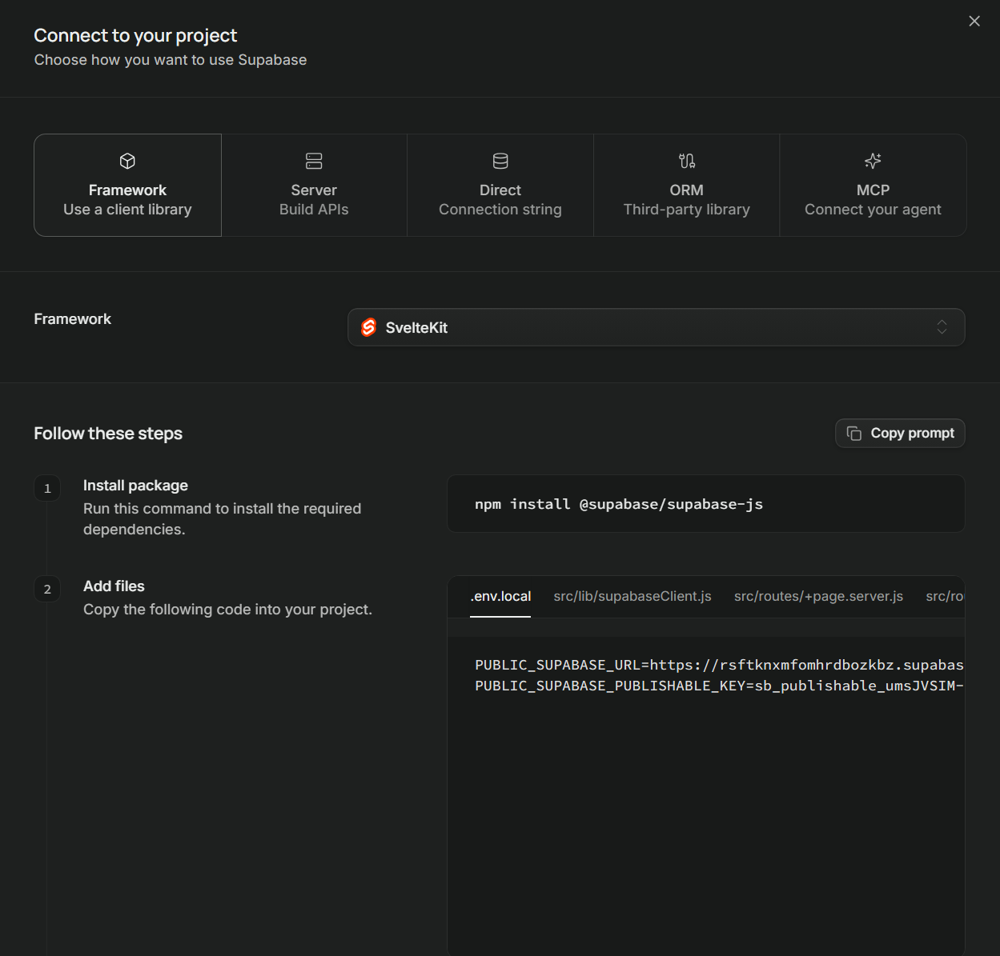 Connect to your project
Choose how you want to use Supabase
Framework
Use a client library
Server
Build APIs
Direct
Connection string
ORM
Third-party library
MCP
Connect your agent
Framework
SvelteKit
Follow these steps
Copy prompt
1
Install package
Run this command to install the required
dependencies.
npm install @supabase/supabase-js
2
Add files
Copy the following code into your project.
.env.local
src/lib/supabaseClient.js
src/routes/+page.server.js
src/rou
PUBLIC_SUPABASE_URL=https://rsftknxmfomhrdbozkbz.supabas
PUBLIC_SUPABASE_PUBLISHABLE_KEY=sb_publishable_umsJVSIM-